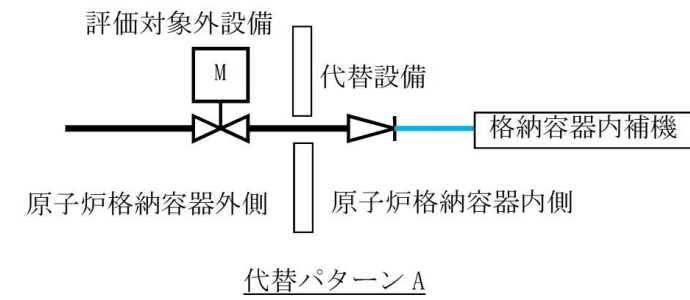 評価対象外設備
M
代替設備
格納容器内補機
原子炉格納容器外側
原子炉格納容器内側
代替パターン A